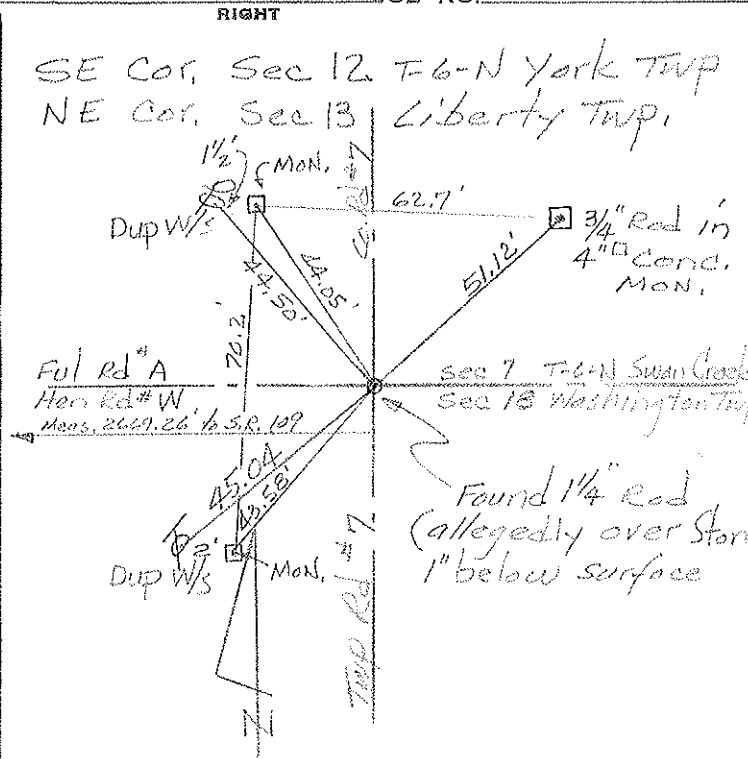 RIGHT
SE Cor. Sec 12 T-6-N York Twp
NE Cor. Sec 13 Liberty Twp.
1½'
MON.
Dup W/s
62.7'
3/4" Rod in
4"□ Conc.
MON.
44.50'
44.05'
51.12'
70.2'
Rd #7
Ful Rd #A
Hen Rd #W
Meas. 2669.26' to S.R. 109
Sec 7 T-6-N Swan Creek
Sec 18 Washington Twp
45.04
43.58'
2'
Dup W/s
MON.
Found 1¼" Rod
(allegedly over Ston
1" below surface
Twp Rd #7
N